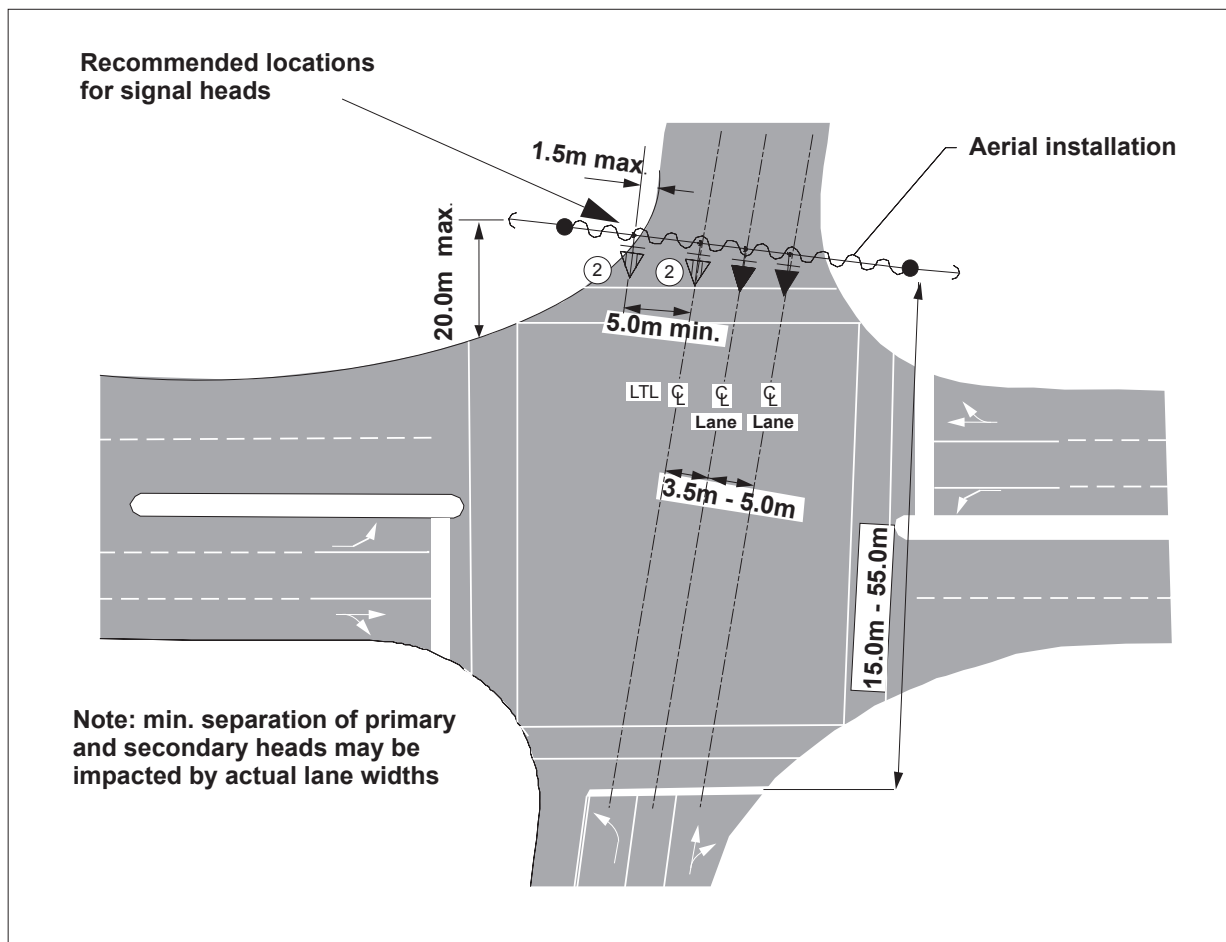 Recommended locations
for signal heads
1.5m max.
Aerial installation
20.0m max.
2
2
5.0m min.
LTL
℄
℄
℄
Lane
Lane
3.5m - 5.0m
15.0m - 55.0m
Note: min. separation of primary
and secondary heads may be
impacted by actual lane widths